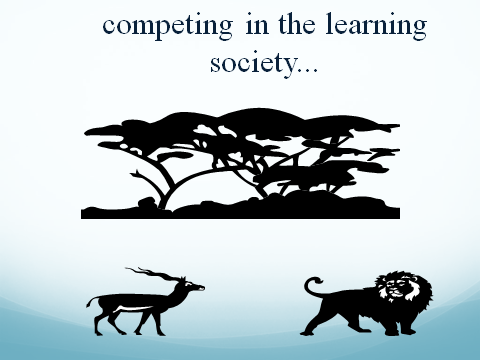 competing in the learning
society...